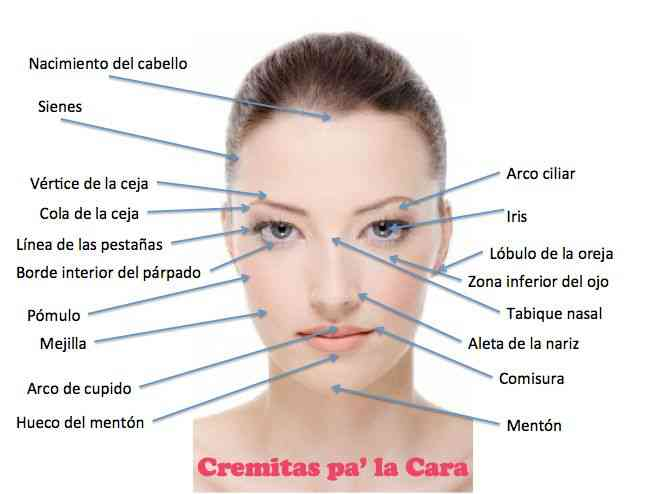 Nacimiento del cabello
Sienes
Vértice de la ceja
Cola de la ceja
Línea de las pestañas
Borde interior del párpado
Pómulo
Mejilla
Arco de cupido
Hueco del mentón
Arco ciliar
Iris
Lóbulo de la oreja
Zona inferior del ojo
Tabique nasal
Aleta de la nariz
Comisura
Mentón
Cremitas pa' la Cara